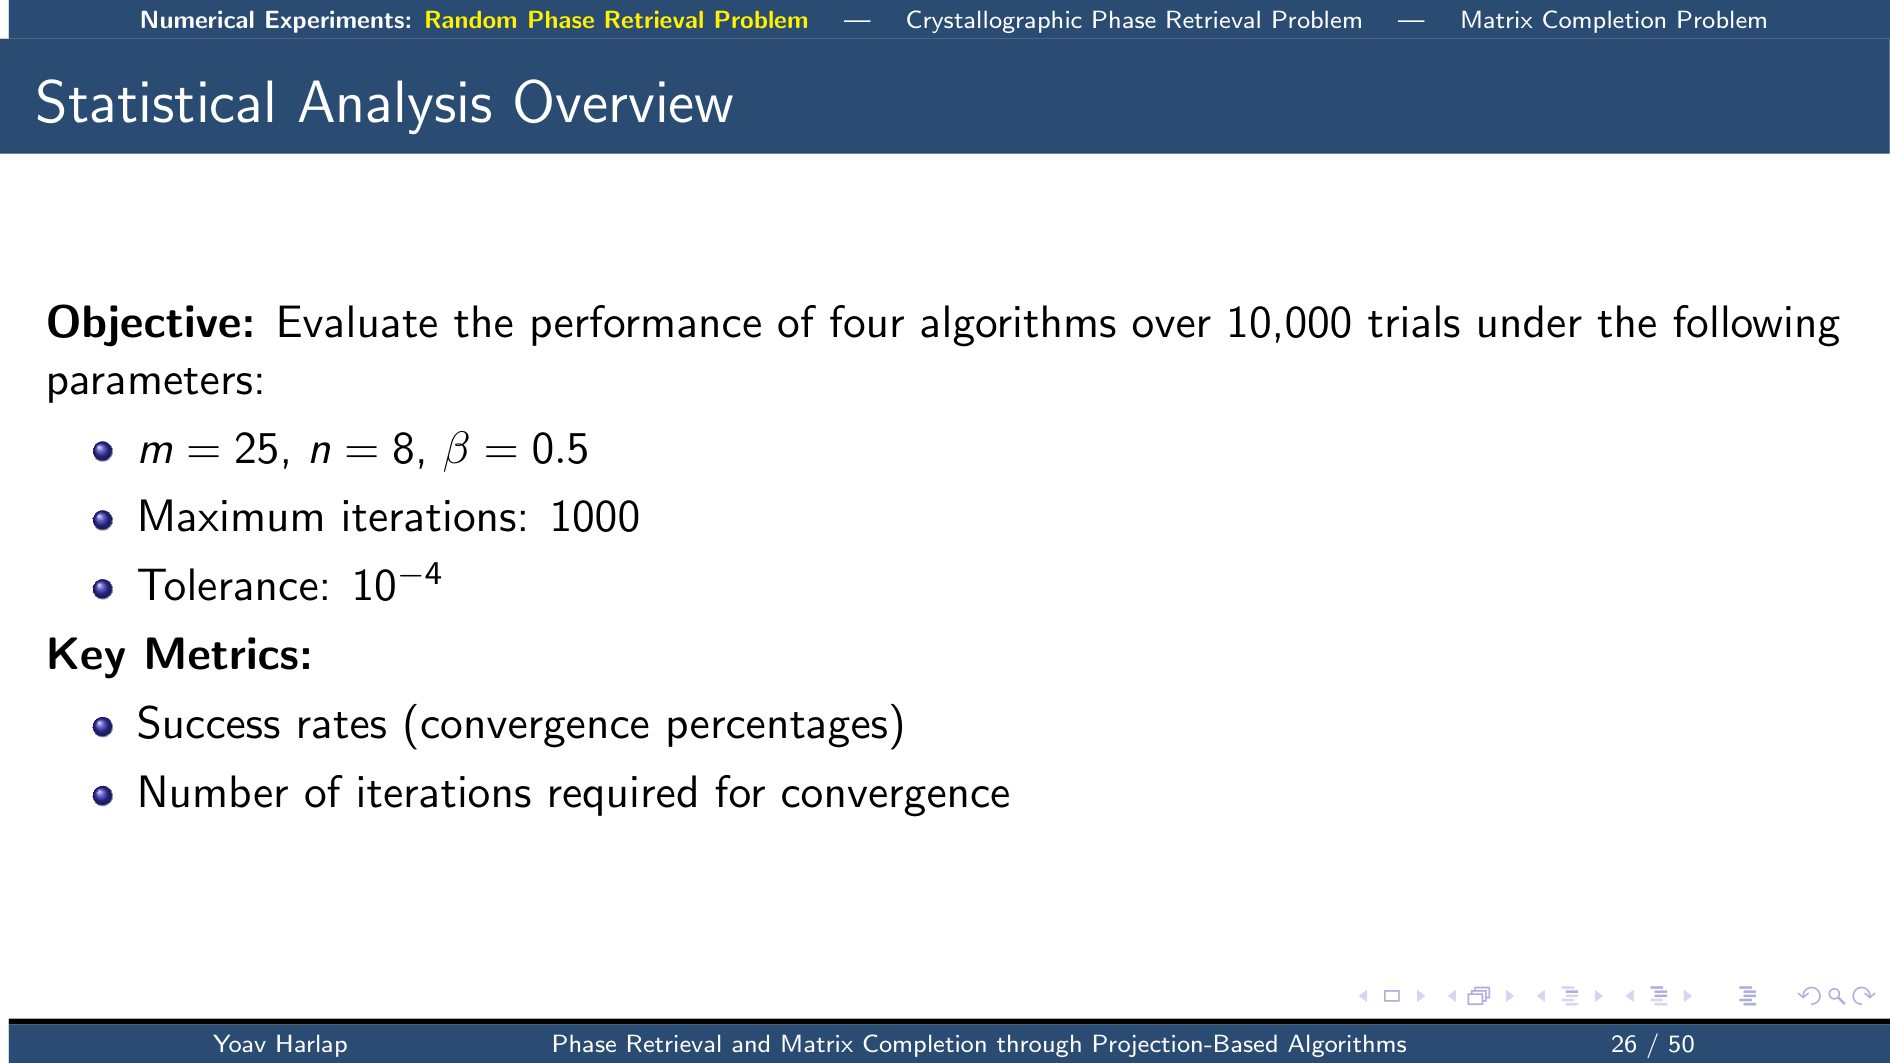 Numerical Experiments: Random Phase Retrieval Problem — Crystallographic Phase Retrieval Problem — Matrix Completion Problem
Statistical Analysis Overview
Objective: Evaluate the performance of four algorithms over 10,000 trials under the following
parameters:
m = 25, n = 8, β = 0.5
Maximum iterations: 1000
Tolerance: 10⁻⁴
Key Metrics:
Success rates (convergence percentages)
Number of iterations required for convergence
Yoav Harlap Phase Retrieval and Matrix Completion through Projection-Based Algorithms 26 / 50